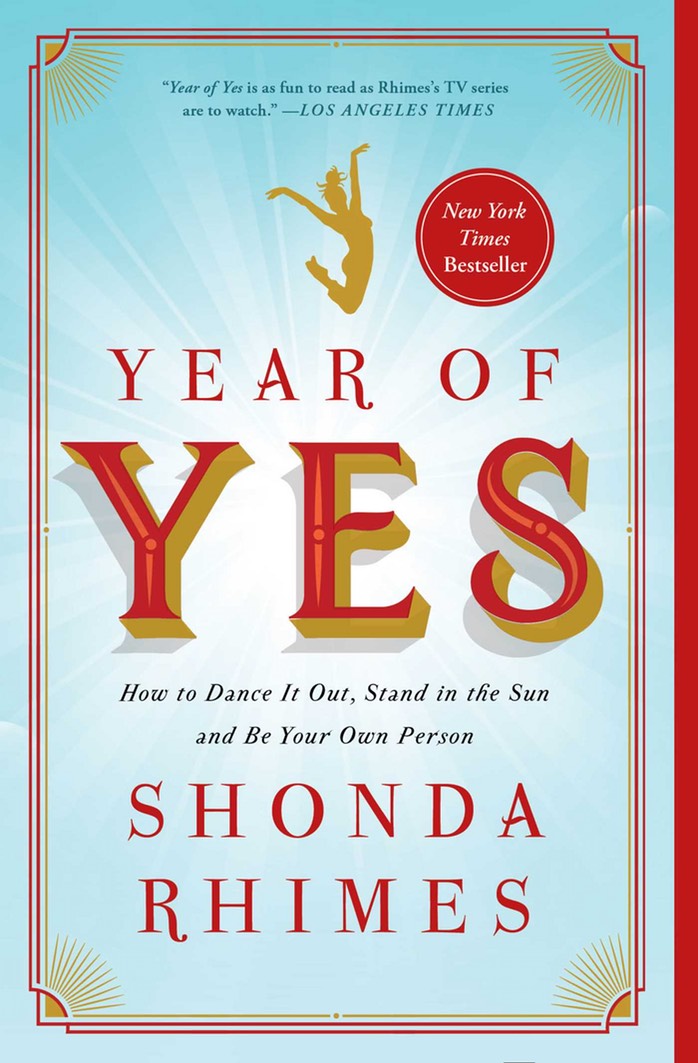 “Year of Yes is as fun to read as Rhimes’s TV series
are to watch.” —LOS ANGELES TIMES
New York
Times
Bestseller
YEAR OF
YES
How to Dance It Out, Stand in the Sun
and Be Your Own Person
SHONDA
RHIMES